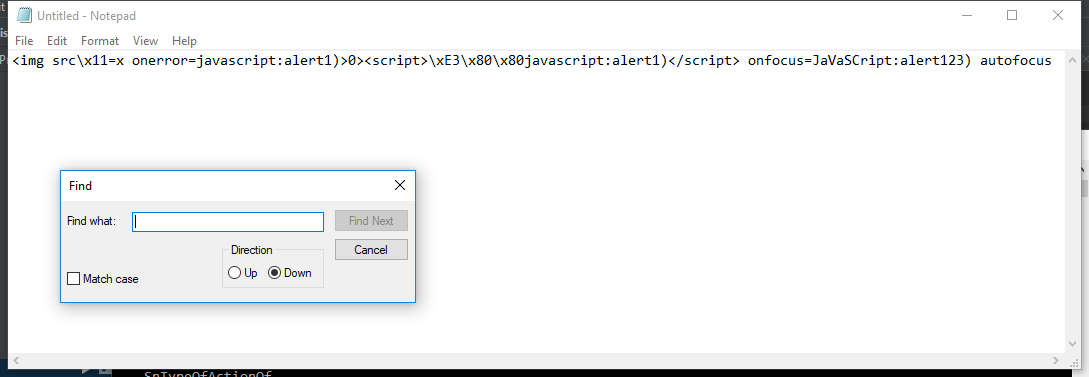 Untitled - Notepad
File Edit Format View Help
<img src\x11=x onerror=javascript:alert1)>0><script>\xE3\x80\x80javascript:alert1)</script> onfocus=JaVaSCript:alert123) autofocus
Find
Find what: Find Next
Direction Cancel
Up Down
Match case
SnTypeOfActionOf